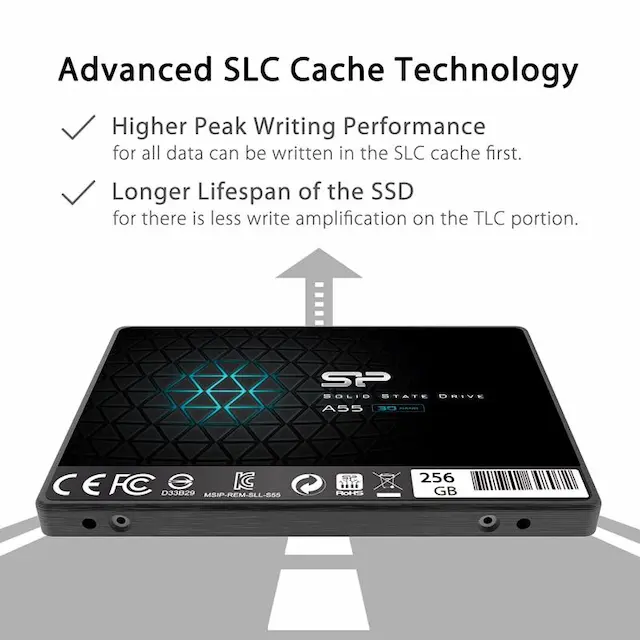 Advanced SLC Cache Technology
Higher Peak Writing Performance
for all data can be written in the SLC cache first.
Longer Lifespan of the SSD
for there is less write amplification on the TLC portion.
SP
SOLID STATE DRIVE
A55 3D NAND
CE FC D33B29 MSIP-REM-SLL-S55 RoHS 256 GB